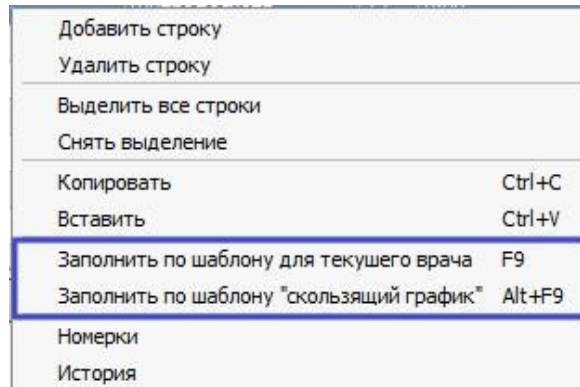 Добавить строку
Удалить строку
Выделить все строки
Снять выделение
Копировать Ctrl+C
Вставить Ctrl+V
Заполнить по шаблону для текушего врача F9
Заполнить по шаблону "скользящий график" Alt+F9
Номерки
История